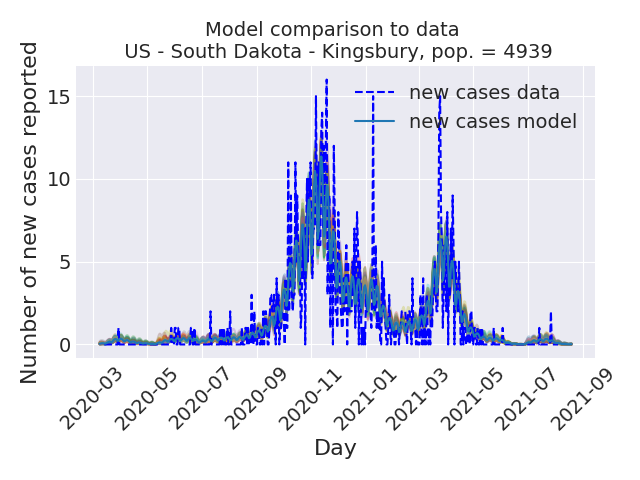 Model comparison to data
US - South Dakota - Kingsbury, pop. = 4939
Number of new cases reported
15
10
5
0
new cases data
new cases model
2020-03
2020-05
2020-07
2020-09
2020-11
2021-01
2021-03
2021-05
2021-07
2021-09
Day